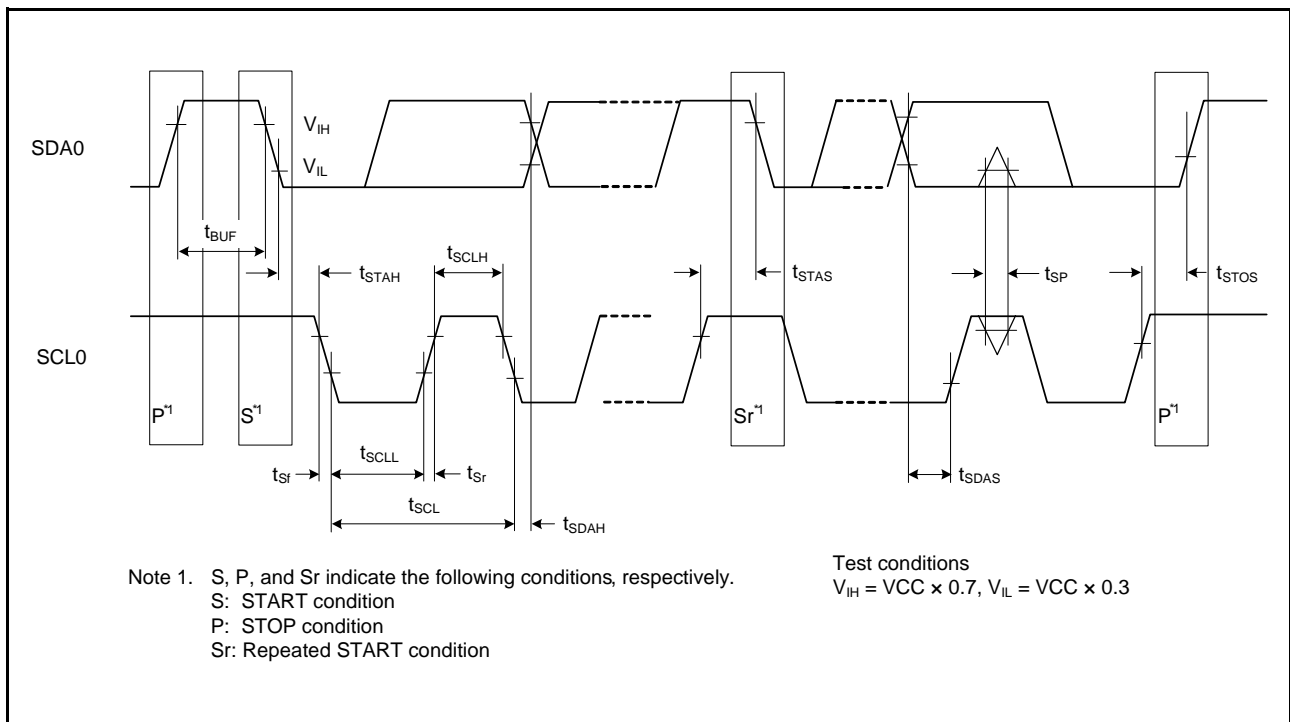 SDA0
V_IH
V_IL
t_BUF
t_STAH
t_SCLH
t_STAS
t_SP
t_STOS
SCL0
P*1
S*1
Sr*1
P*1
t_Sf
t_SCLL
t_Sr
t_SDAS
t_SCL
t_SDAH
Note 1. S, P, and Sr indicate the following conditions, respectively.
S: START condition
P: STOP condition
Sr: Repeated START condition
Test conditions
V_IH = VCC × 0.7, V_IL = VCC × 0.3